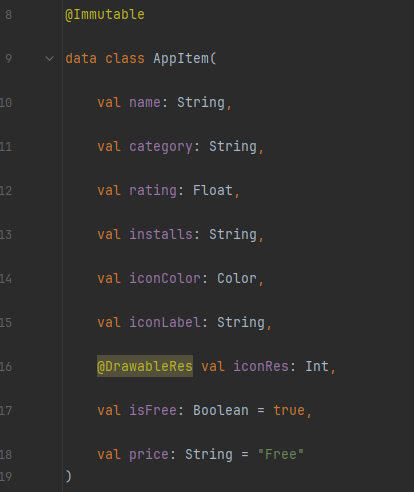 8 @Immutable
9 data class AppItem(
10 val name: String,
11 val category: String,
12 val rating: Float,
13 val installs: String,
14 val iconColor: Color,
15 val iconLabel: String,
16 @DrawableRes val iconRes: Int,
17 val isFree: Boolean = true,
18 val price: String = "Free"
19 )